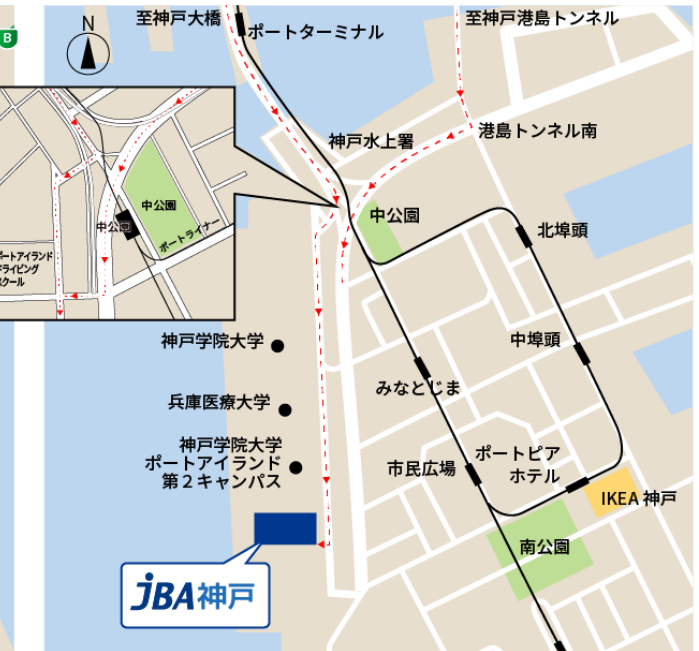 至神戸大橋
至神戸港島トンネル
B
N
ポートターミナル
港島トンネル南
神戸水上署
中公園
中公園
中公園
ポートライナー
ポートアイランド
ドライビング
スクール
北埠頭
中埠頭
神戸学院大学
みなとじま
兵庫医療大学
神戸学院大学
ポートアイランド
第２キャンパス
市民広場
ポートピア
ホテル
IKEA 神戸
南公園
JBA神戸